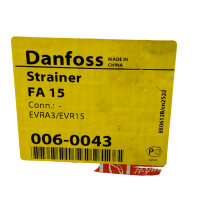 Danfoss
MADE IN
CHINA
Strainer
FA 15
Conn.: -
EVRA3/EVR15
006-0043